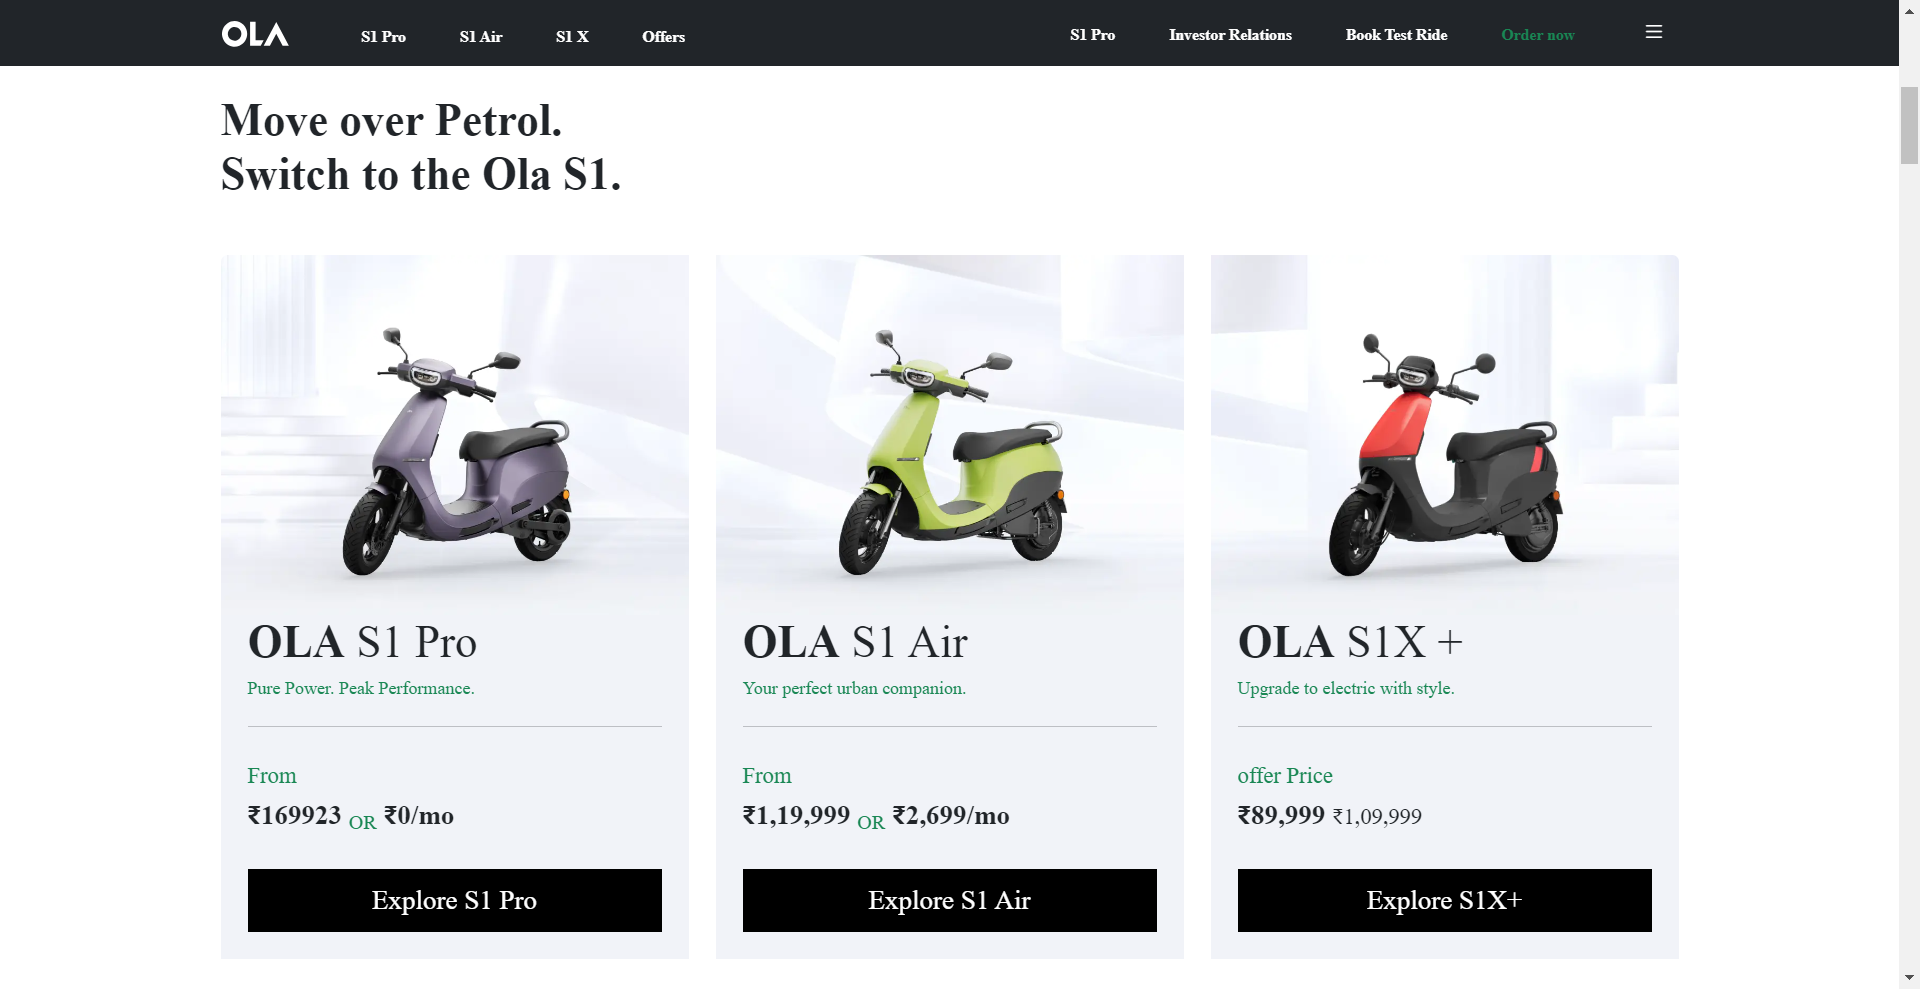 OLA
S1 Pro
S1 Air
S1 X
Offers
S1 Pro
Investor Relations
Book Test Ride
Order now
Move over Petrol.
Switch to the Ola S1.
OLA S1 Pro
Pure Power. Peak Performance.
From
₹169923 OR ₹0/mo
Explore S1 Pro
OLA S1 Air
Your perfect urban companion.
From
₹1,19,999 OR ₹2,699/mo
Explore S1 Air
OLA S1X +
Upgrade to electric with style.
offer Price
₹89,999 ₹1,09,999
Explore S1X+